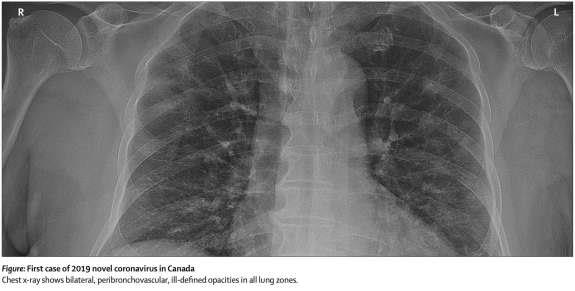 R
L
Figure: First case of 2019 novel coronavirus in Canada
Chest x-ray shows bilateral, peribronchovascular, ill-defined opacities in all lung zones.